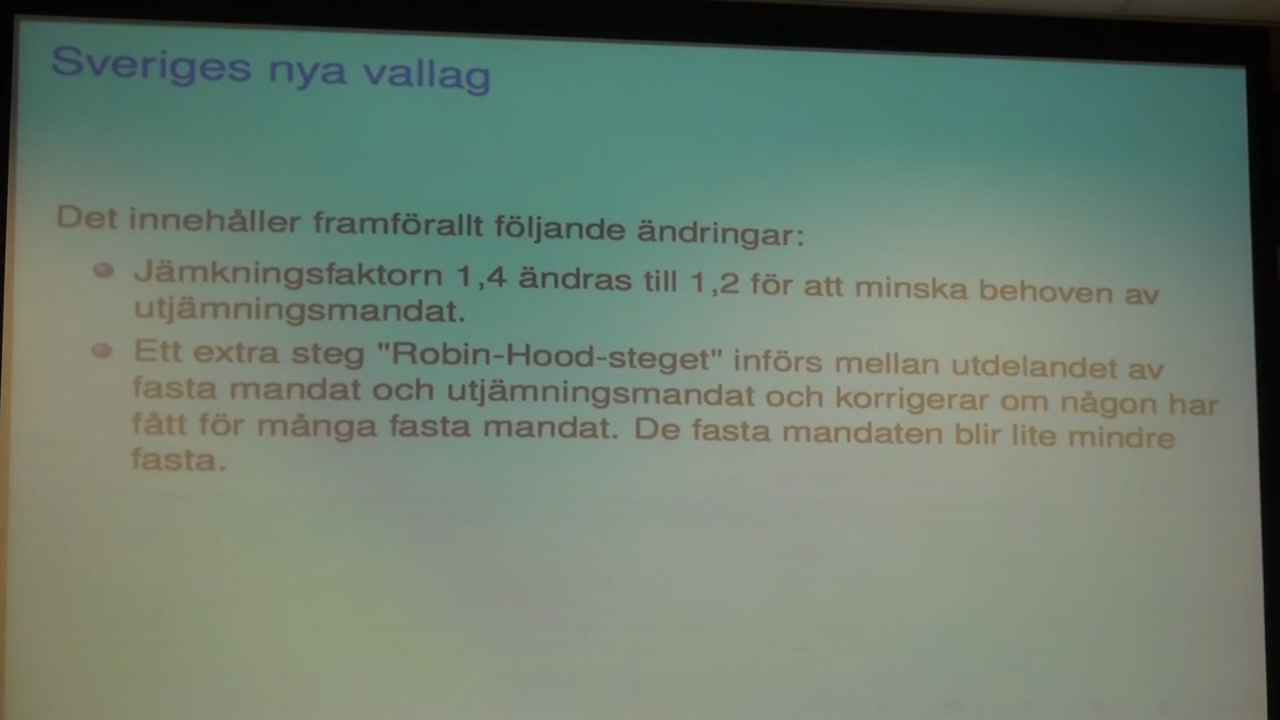 Sveriges nya vallag
Det innehåller framförallt följande ändringar:
Jämkningsfaktorn 1,4 ändras till 1,2 för att minska behoven av
utjämningsmandat.
Ett extra steg "Robin-Hood-steget" införs mellan utdelandet av
fasta mandat och utjämningsmandat och korrigerar om någon har
fått för många fasta mandat. De fasta mandaten blir lite mindre
fasta.